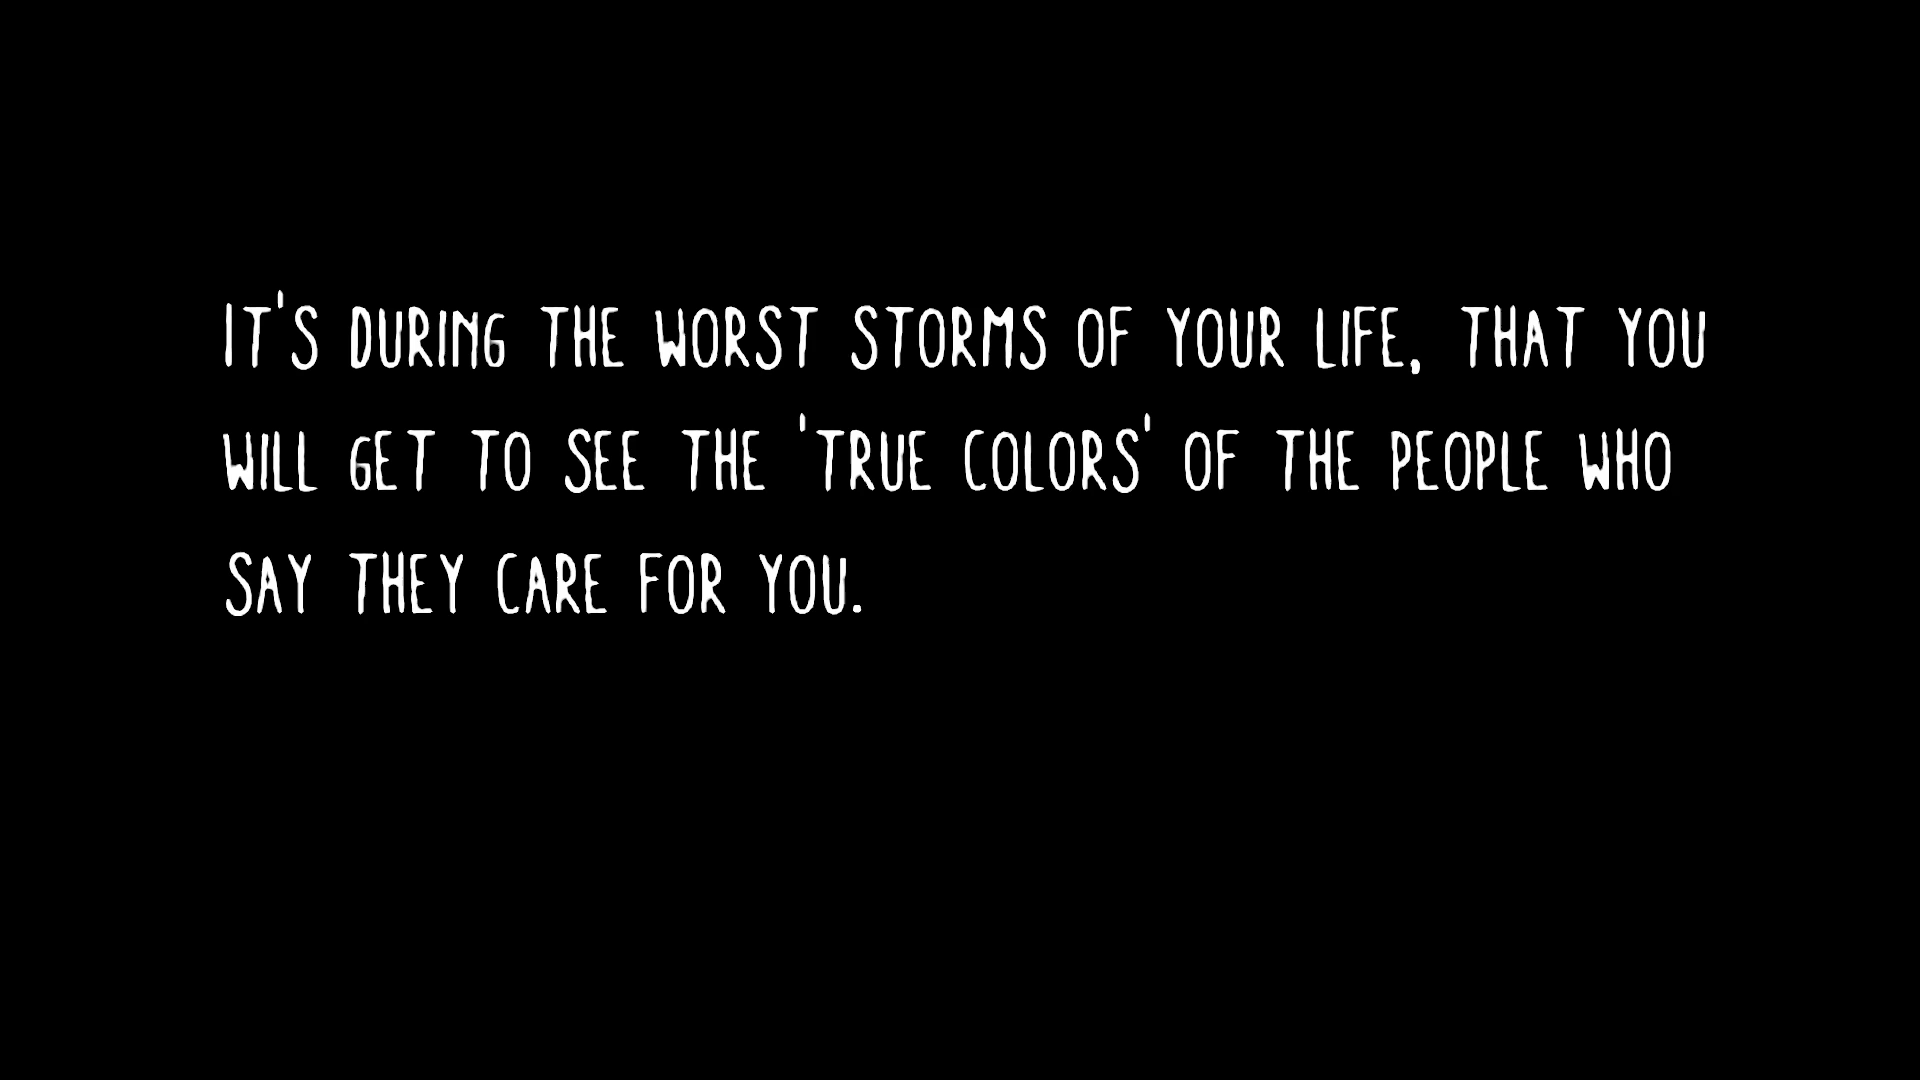 IT'S DURING THE WORST STORMS OF YOUR LIFE, THAT YOU
WILL GET TO SEE THE 'TRUE COLORS' OF THE PEOPLE WHO
SAY THEY CARE FOR YOU.